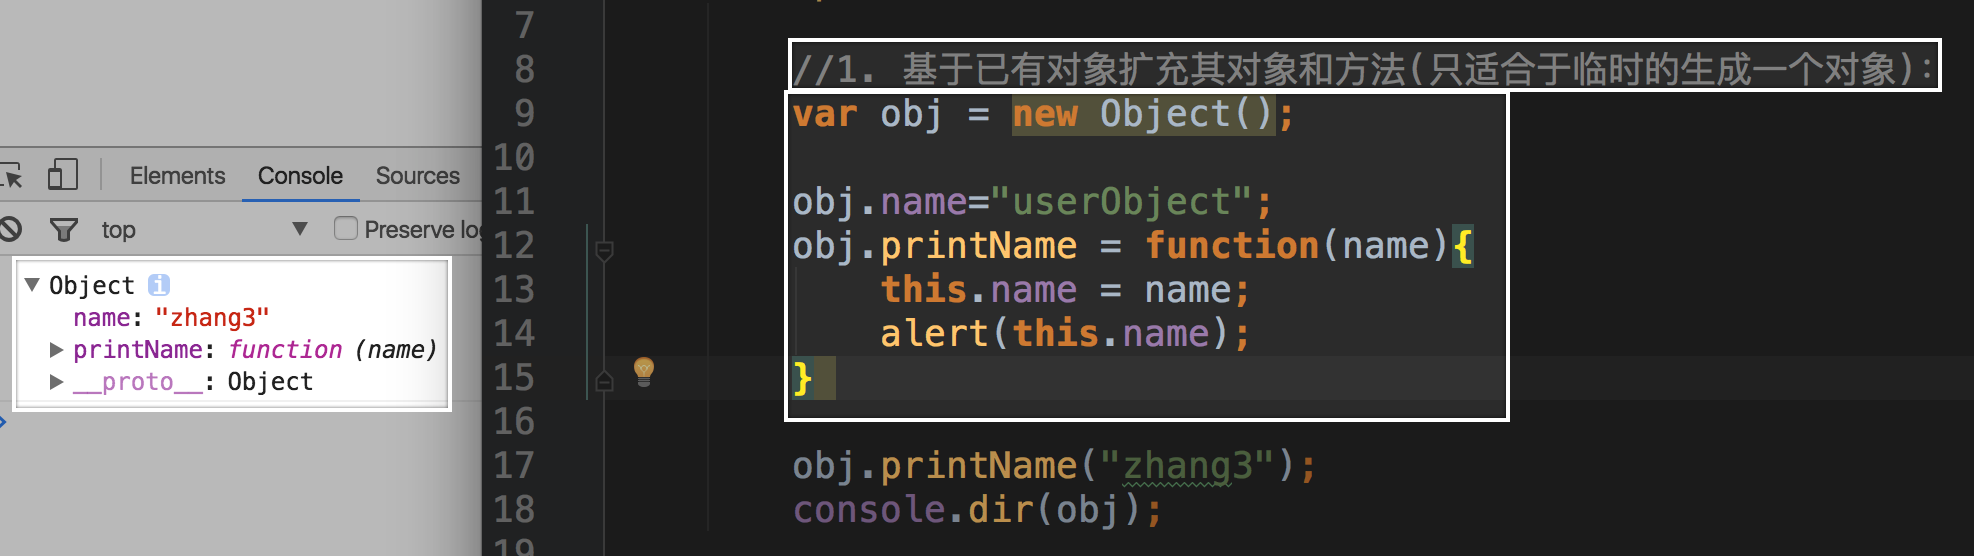 Elements Console Sources
top Preserve log
Object i
name: "zhang3"
printName: function (name)
__proto__: Object
7
8 //1. 基于已有对象扩充其对象和方法(只适合于临时的生成一个对象):
9 var obj = new Object();
10
11 obj.name="userObject";
12 obj.printName = function(name){
13 this.name = name;
14 alert(this.name);
15 }
16
17 obj.printName("zhang3");
18 console.dir(obj);
19